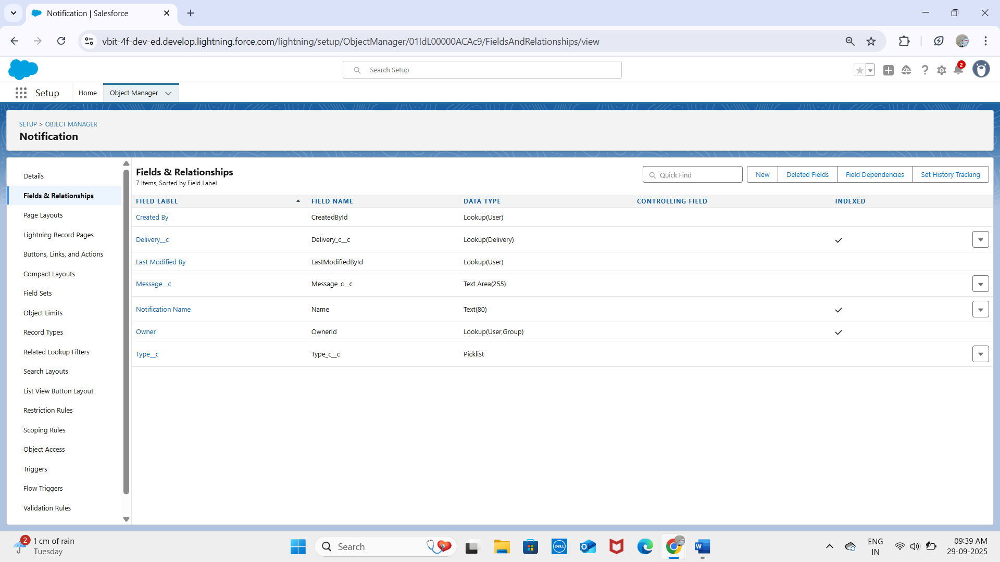 Notification | Salesforce
vbit-4f-dev-ed.develop.lightning.force.com/lightning/setup/ObjectManager/01IdL00000ACAc9/FieldsAndRelationships/view
Search Setup
2
Setup
Home
Object Manager
SETUP > OBJECT MANAGER
Notification
Details
Fields & Relationships
Page Layouts
Lightning Record Pages
Buttons, Links, and Actions
Compact Layouts
Field Sets
Object Limits
Record Types
Related Lookup Filters
Search Layouts
List View Button Layout
Restriction Rules
Scoping Rules
Object Access
Triggers
Flow Triggers
Validation Rules
Fields & Relationships
7 Items, Sorted by Field Label
Quick Find
New
Deleted Fields
Field Dependencies
Set History Tracking
FIELD LABEL FIELD NAME DATA TYPE CONTROLLING FIELD INDEXED
Created By CreatedById Lookup(User)
Delivery__c Delivery_c__c Lookup(Delivery)
Last Modified By LastModifiedById Lookup(User)
Message__c Message_c__c Text Area(255)
Notification Name Name Text(80)
Owner OwnerId Lookup(User,Group)
Type__c Type_c__c Picklist
2
1 cm of rain
Tuesday
Search
DELL
W
ENG
IN
09:39 AM
29-09-2025